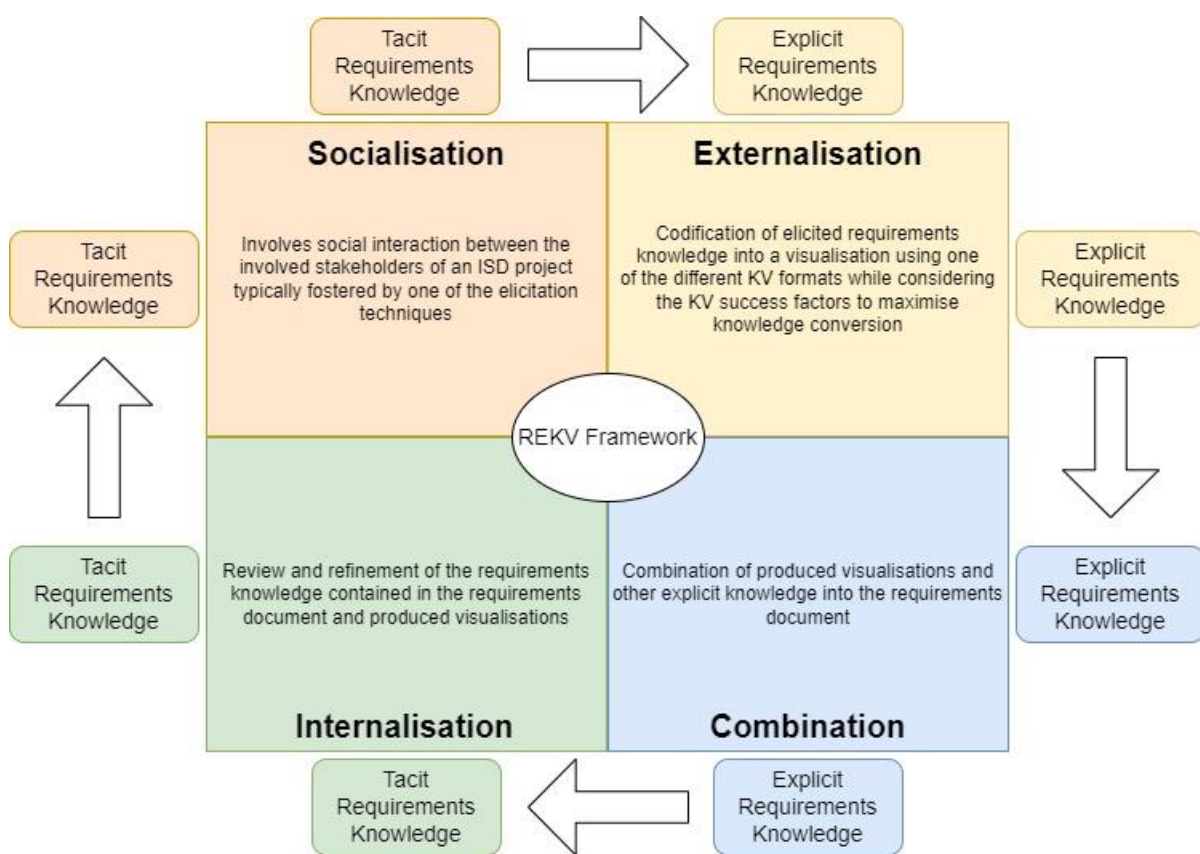 Tacit
Requirements
Knowledge
Explicit
Requirements
Knowledge
Socialisation
Externalisation
Tacit
Requirements
Knowledge
Involves social interaction between the
involved stakeholders of an ISD project
typically fostered by one of the elicitation
techniques
Codification of elicited requirements
knowledge into a visualisation using one
of the different KV formats while considering
the KV success factors to maximise
knowledge conversion
Explicit
Requirements
Knowledge
REKV Framework
Tacit
Requirements
Knowledge
Review and refinement of the requirements
knowledge contained in the requirements
document and produced visualisations
Combination of produced visualisations and
other explicit knowledge into the requirements
document
Explicit
Requirements
Knowledge
Internalisation
Combination
Tacit
Requirements
Knowledge
Explicit
Requirements
Knowledge